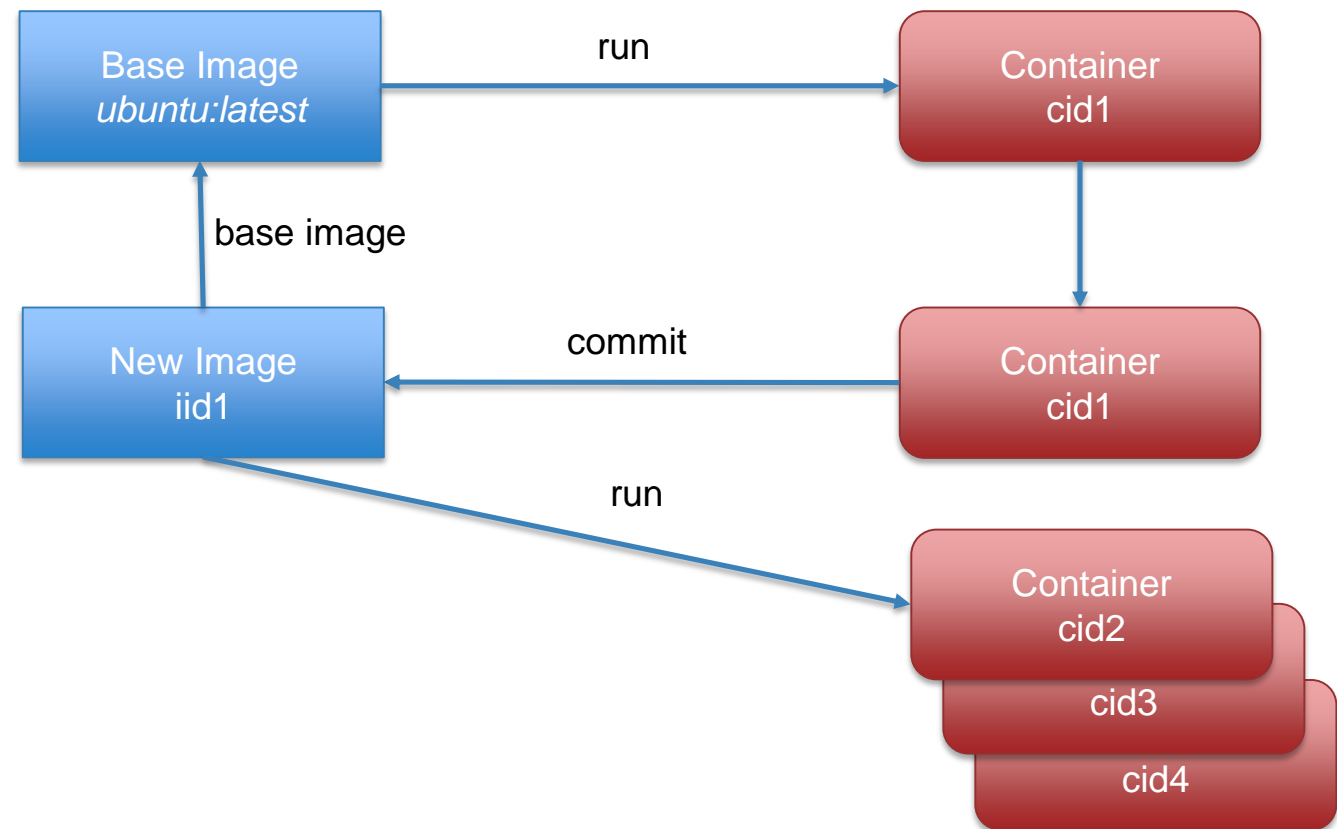 Base Image
ubuntu:latest
run
Container
cid1
base image
New Image
iid1
commit
Container
cid1
run
Container
cid2
cid3
cid4